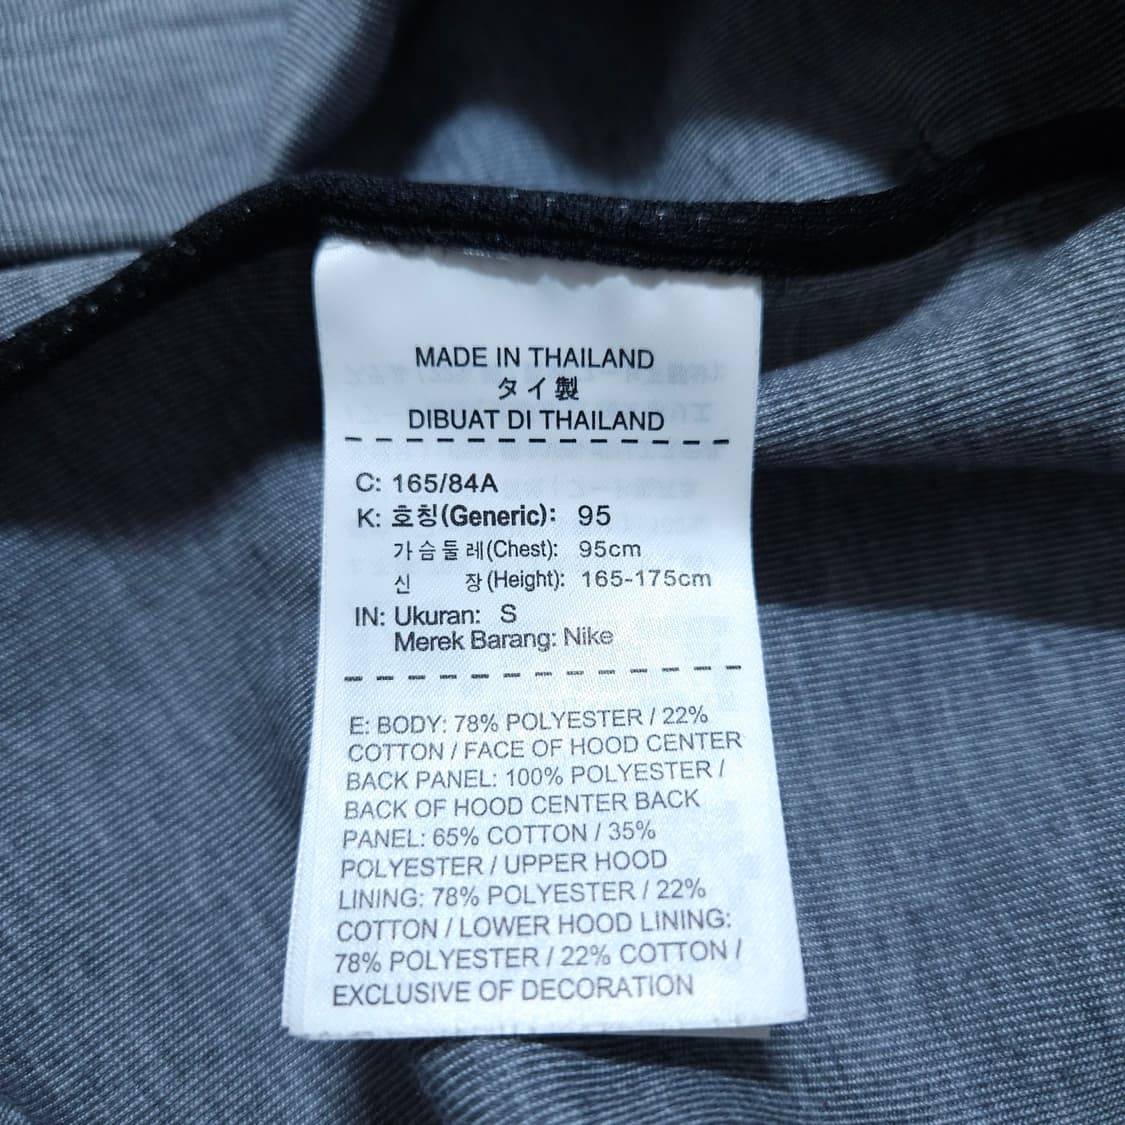 MADE IN THAILAND
タイ製
DIBUAT DI THAILAND
C: 165/84A
K: 호칭(Generic): 95
가슴둘레(Chest): 95cm
신 장(Height): 165-175cm
IN: Ukuran: S
Merek Barang: Nike
E: BODY: 78% POLYESTER / 22%
COTTON / FACE OF HOOD CENTER
BACK PANEL: 100% POLYESTER /
BACK OF HOOD CENTER BACK
PANEL: 65% COTTON / 35%
POLYESTER / UPPER HOOD
LINING: 78% POLYESTER / 22%
COTTON / LOWER HOOD LINING:
78% POLYESTER / 22% COTTON /
EXCLUSIVE OF DECORATION